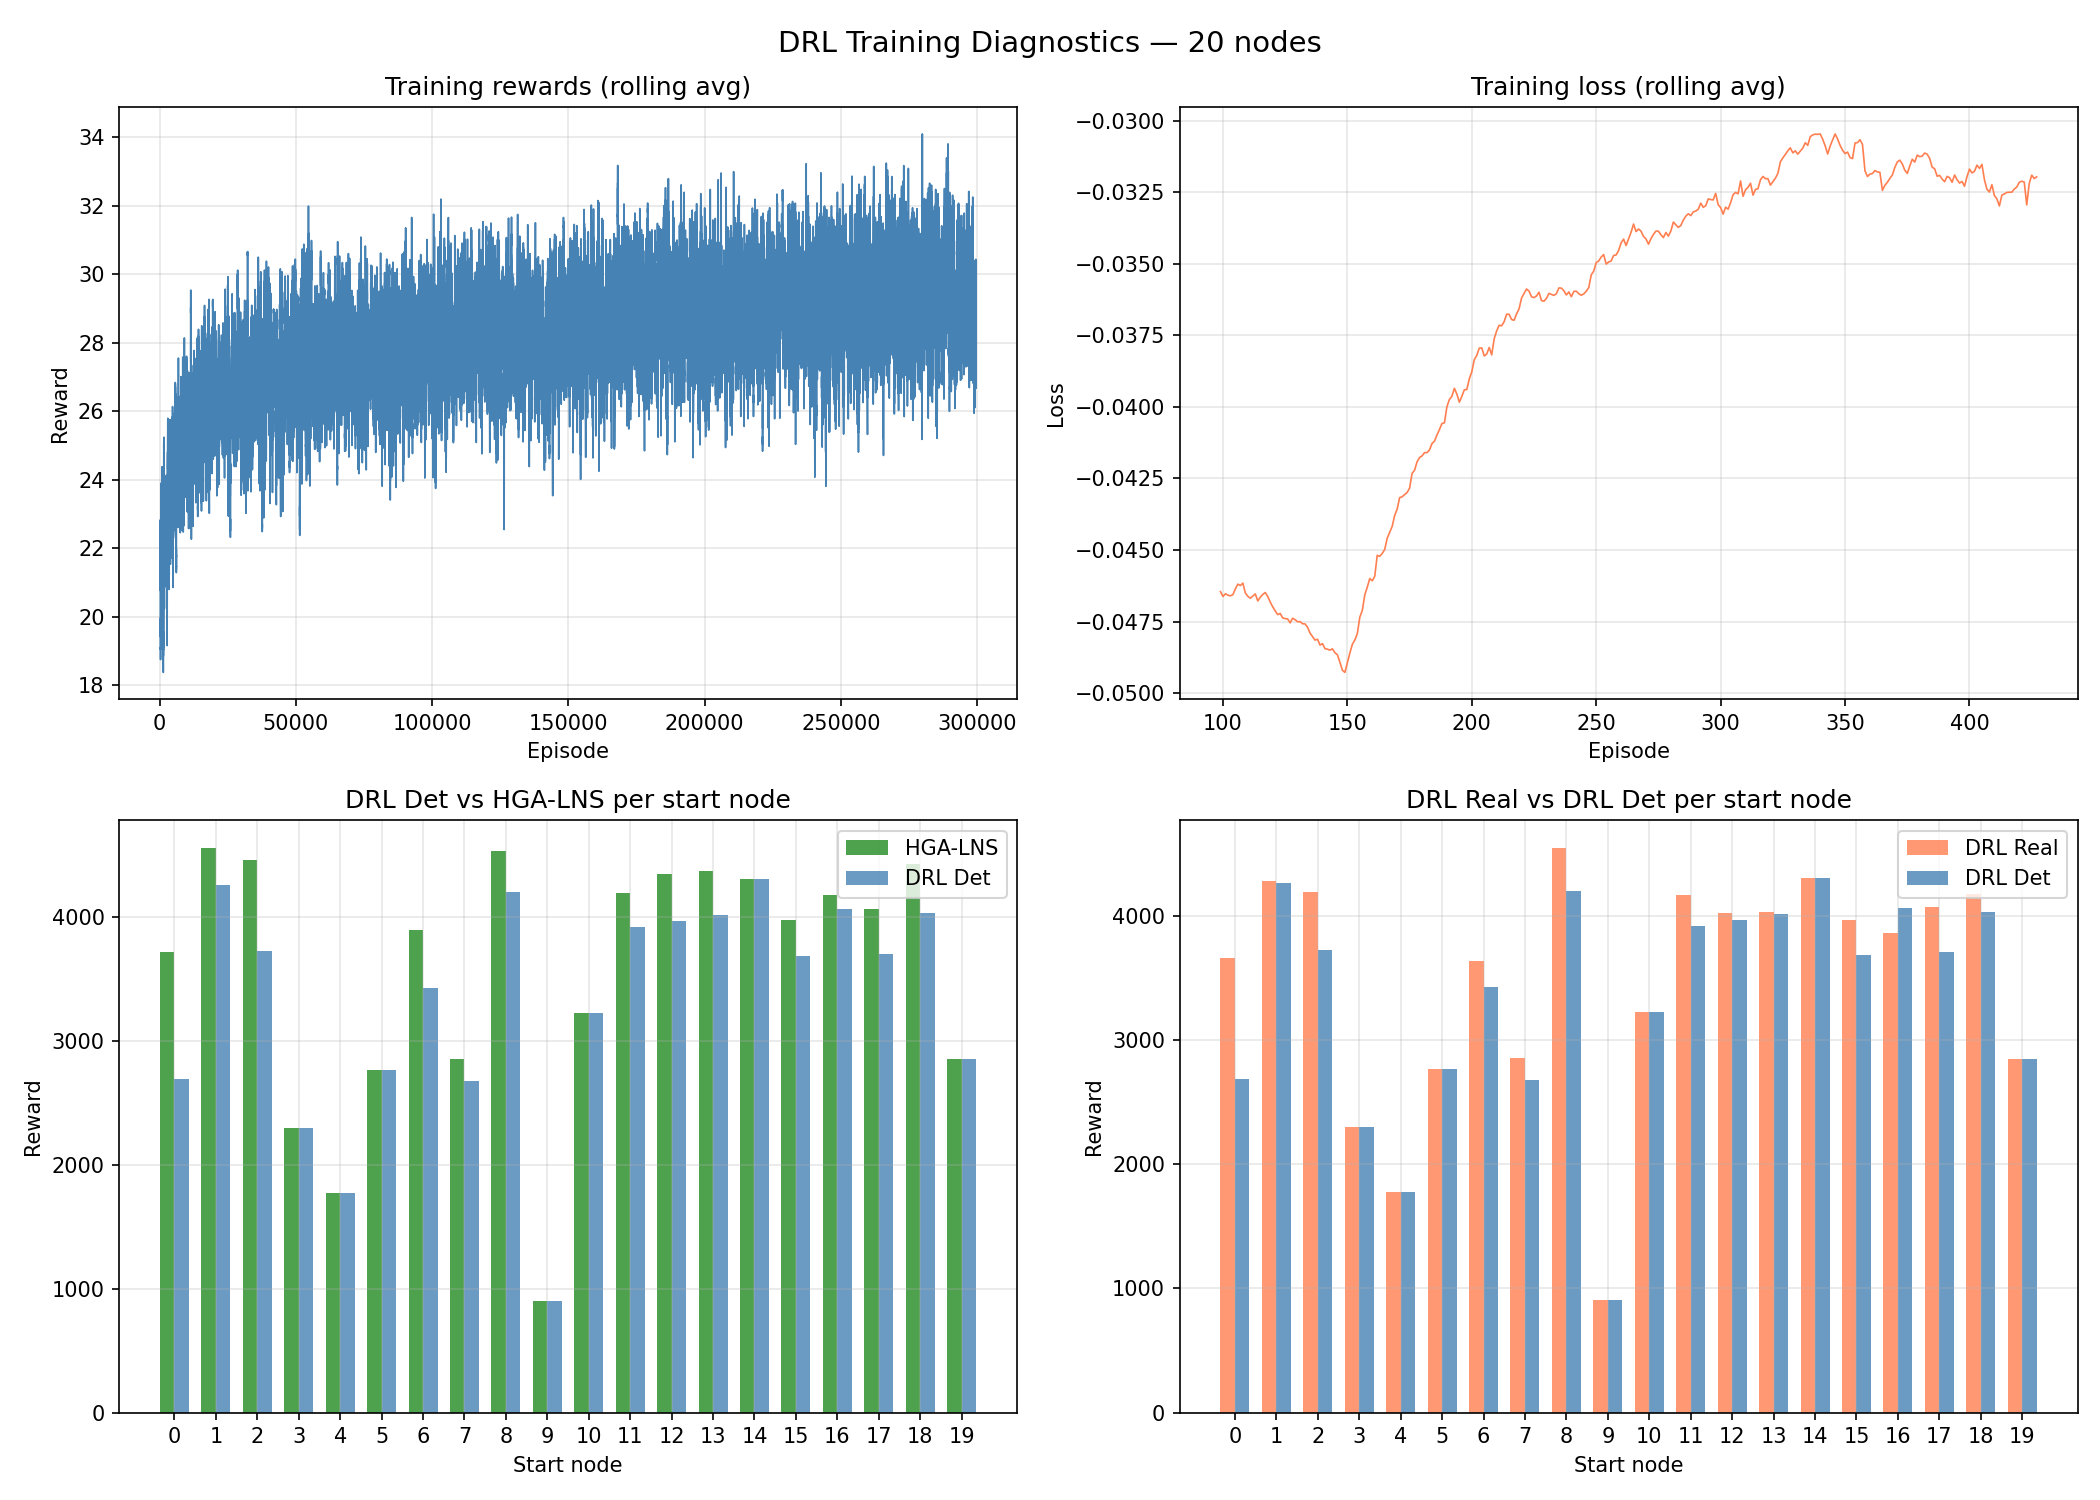 DRL Training Diagnostics — 20 nodes
Training rewards (rolling avg)
34
32
30
28
26
24
22
20
18
Reward
0 50000 100000 150000 200000 250000 300000
Episode
Training loss (rolling avg)
−0.0300
−0.0325
−0.0350
−0.0375
−0.0400
−0.0425
−0.0450
−0.0475
−0.0500
Loss
100 150 200 250 300 350 400
Episode
DRL Det vs HGA-LNS per start node
HGA-LNS
DRL Det
4000
3000
2000
1000
0
Reward
0 1 2 3 4 5 6 7 8 9 10 11 12 13 14 15 16 17 18 19
Start node
DRL Real vs DRL Det per start node
DRL Real
DRL Det
4000
3000
2000
1000
0
Reward
0 1 2 3 4 5 6 7 8 9 10 11 12 13 14 15 16 17 18 19
Start node